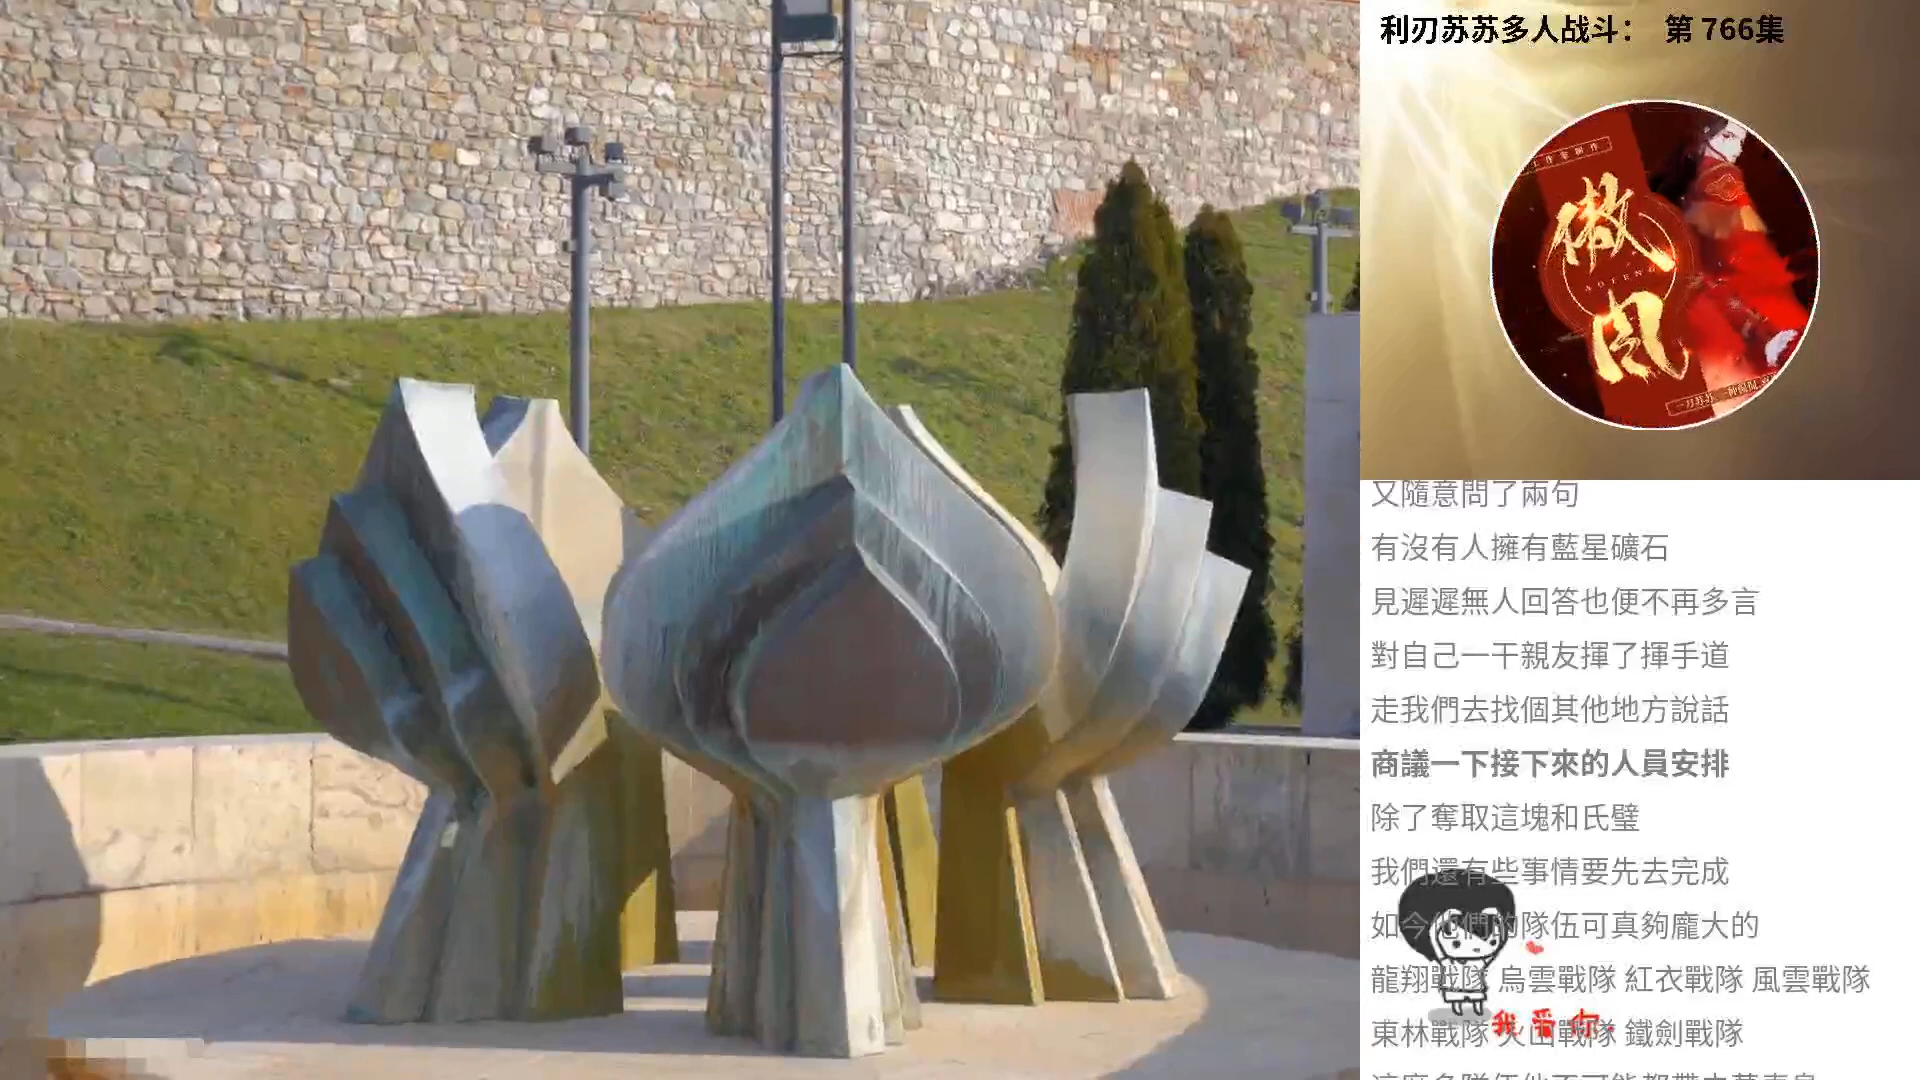 利刃苏苏多人战斗： 第 766集
傲风
AOFENG
又隨意問了兩句
有沒有人擁有藍星礦石
見遲遲無人回答也便不再多言
對自己一干親友揮了揮手道
走我們去找個其他地方說話
商議一下接下來的人員安排
除了奪取這塊和氏璧
我們還有些事情要先去完成
如今他們的隊伍可真夠龐大的
龍翔戰隊 烏雲戰隊 紅衣戰隊 風雲戰隊
東林戰隊 火山戰隊 鐵劍戰隊
我爱你.